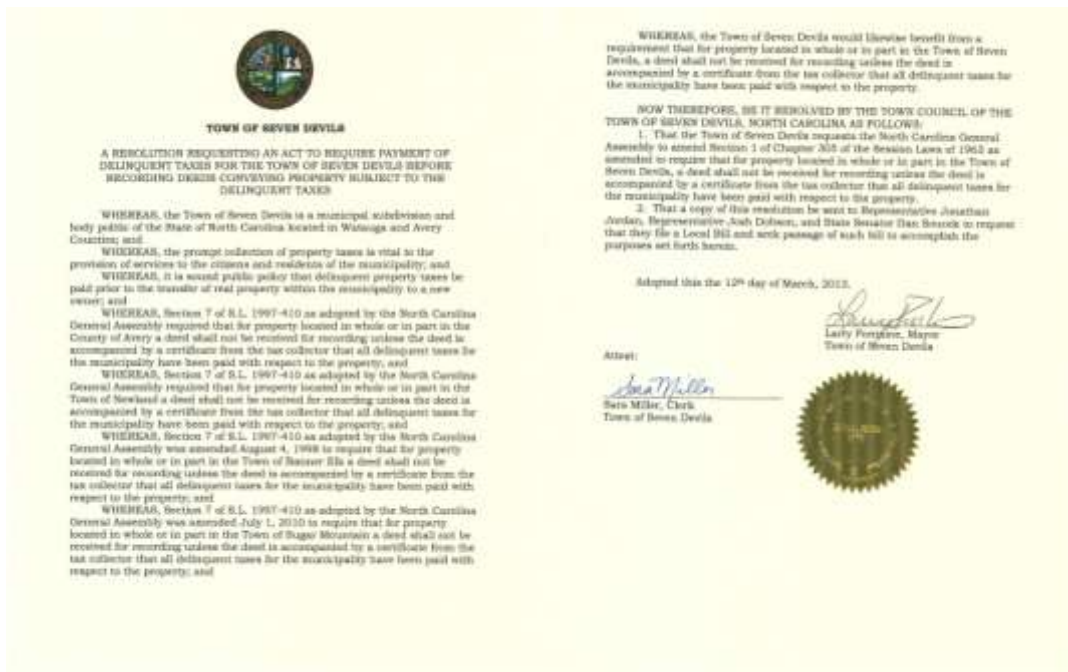 TOWN OF SEVEN DEVILS
A RESOLUTION REQUESTING AN ACT TO REQUIRE PAYMENT OF
DELINQUENT TAXES FOR THE TOWN OF SEVEN DEVILS BEFORE
RECORDING DEEDS CONVEYING PROPERTY SUBJECT TO THE
DELINQUENT TAXES
WHEREAS, the Town of Seven Devils is a municipal subdivision and
body politic of the State of North Carolina located in Watauga and Avery
Counties; and
WHEREAS, the prompt collection of property taxes is vital to the
provision of services to the citizens and residents of the municipality; and
WHEREAS, it is sound public policy that delinquent property taxes be
paid prior to the transfer of real property within the municipality to a new
owner; and
WHEREAS, Section 7 of S.L. 1997-410 as adopted by the North Carolina
General Assembly required that for property located in whole or in part in the
County of Avery a deed shall not be received for recording unless the deed is
accompanied by a certificate from the tax collector that all delinquent taxes for
the municipality have been paid with respect to the property; and
WHEREAS, Section 7 of S.L. 1997-410 as adopted by the North Carolina
General Assembly required that for property located in whole or in part in the
Town of Newland a deed shall not be received for recording unless the deed is
accompanied by a certificate from the tax collector that all delinquent taxes for
the municipality have been paid with respect to the property; and
WHEREAS, Section 7 of S.L. 1997-410 as adopted by the North Carolina
General Assembly was amended August 4, 1998 to require that for property
located in whole or in part in the Town of Banner Elk a deed shall not be
received for recording unless the deed is accompanied by a certificate from the
tax collector that all delinquent taxes for the municipality have been paid with
respect to the property; and
WHEREAS, Section 7 of S.L. 1997-410 as adopted by the North Carolina
General Assembly was amended July 1, 2010 to require that for property
located in whole or in part in the Town of Sugar Mountain a deed shall not be
received for recording unless the deed is accompanied by a certificate from the
tax collector that all delinquent taxes for the municipality have been paid with
respect to the property; and
WHEREAS, the Town of Seven Devils would likewise benefit from a
requirement that for property located in whole or in part in the Town of Seven
Devils, a deed shall not be received for recording unless the deed is
accompanied by a certificate from the tax collector that all delinquent taxes for
the municipality have been paid with respect to the property.
NOW THEREFORE, BE IT RESOLVED BY THE TOWN COUNCIL OF THE
TOWN OF SEVEN DEVILS, NORTH CAROLINA AS FOLLOWS:
1. That the Town of Seven Devils requests the North Carolina General
Assembly to amend Section 1 of Chapter 305 of the Session Laws of 1963 as
amended to require that for property located in whole or in part in the Town of
Seven Devils, a deed shall not be received for recording unless the deed is
accompanied by a certificate from the tax collector that all delinquent taxes for
the municipality have been paid with respect to the property.
2. That a copy of this resolution be sent to Representative Jonathan
Jordan, Representative Josh Dobson, and State Senator Dan Soucek to request
that they file a Local Bill and seek passage of such bill to accomplish the
purposes set forth herein.
Adopted this the 12th day of March, 2013.
Larry Fontaine, Mayor
Town of Seven Devils
Attest:
Sara Miller
Sara Miller, Clerk
Town of Seven Devils